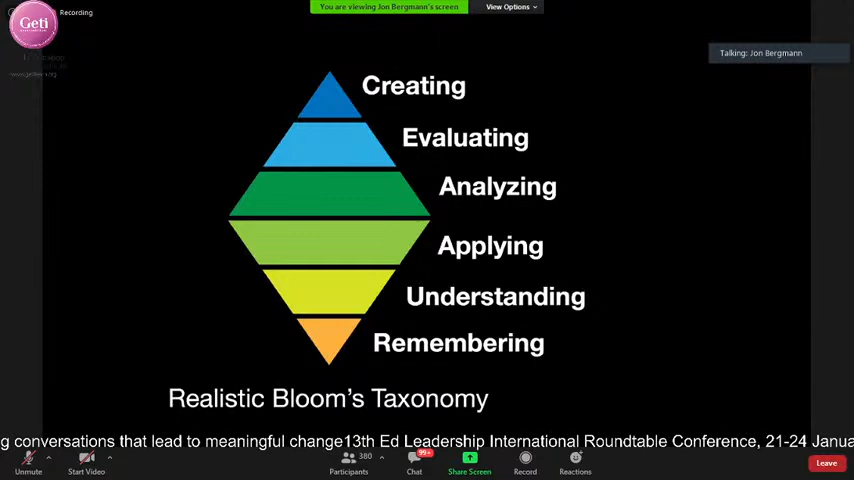 Geti
Recording
You are viewing Jon Bergmann's screen
View Options
Talking: Jon Bergmann
Creating
Evaluating
Analyzing
Applying
Understanding
Remembering
Realistic Bloom's Taxonomy
g conversations that lead to meaningful change13th Ed Leadership International Roundtable Conference, 21-24 Janua
Unmute
Start Video
380
Participants
99+
Chat
Share Screen
Record
Reactions
Leave